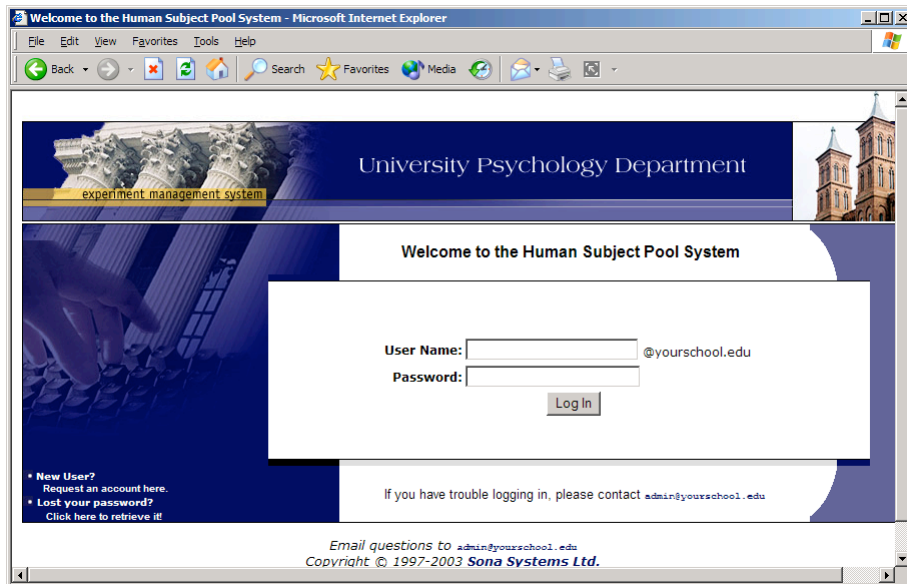 Welcome to the Human Subject Pool System - Microsoft Internet Explorer
File Edit View Favorites Tools Help
Back Search Favorites Media
University Psychology Department
experiment management system
Welcome to the Human Subject Pool System
User Name: @yourschool.edu
Password:
Log In
New User?
Request an account here.
Lost your password?
Click here to retrieve it!
If you have trouble logging in, please contact admin@yourschool.edu
Email questions to admin@yourschool.edu
Copyright © 1997-2003 Sona Systems Ltd.